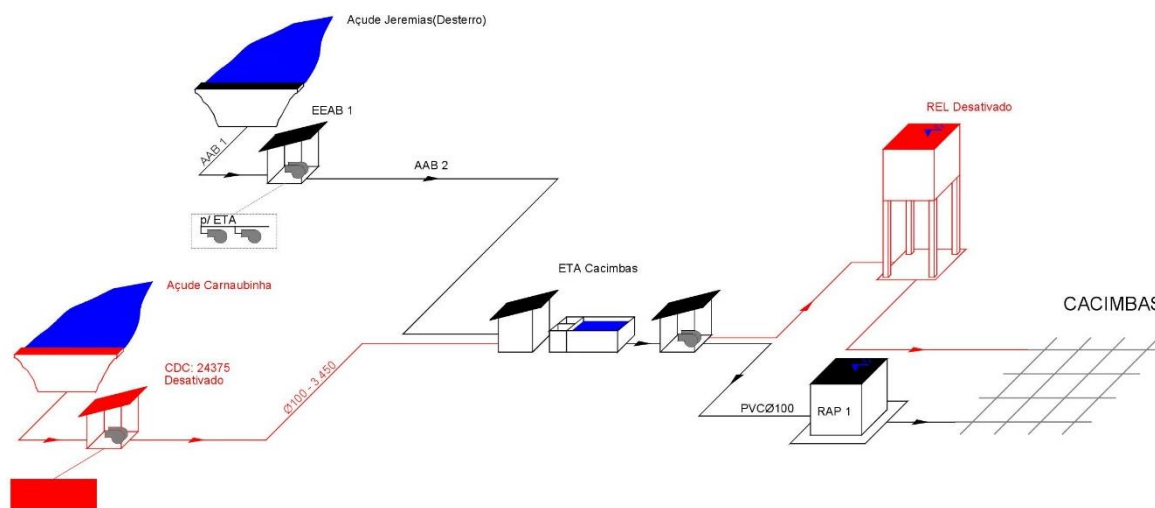 Açude Jeremias(Desterro)
EEAB 1
AAB 1
AAB 2
p/ ETA
REL Desativado
Açude Carnaubinha
ETA Cacimbas
CACIMBAS
CDC: 24375
Desativado
Ø100 - 3.450
PVCØ100
RAP 1